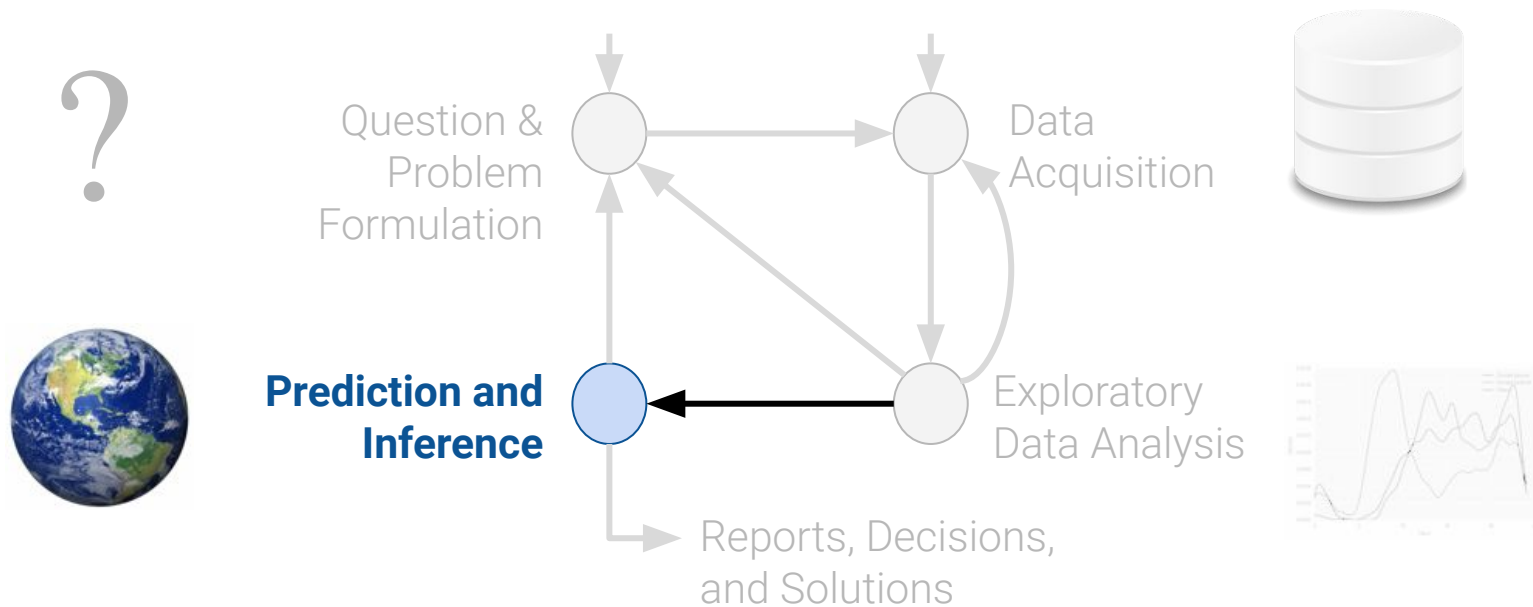 ?
Question &
Problem
Formulation
Data
Acquisition
Prediction and
Inference
Exploratory
Data Analysis
Reports, Decisions,
and Solutions